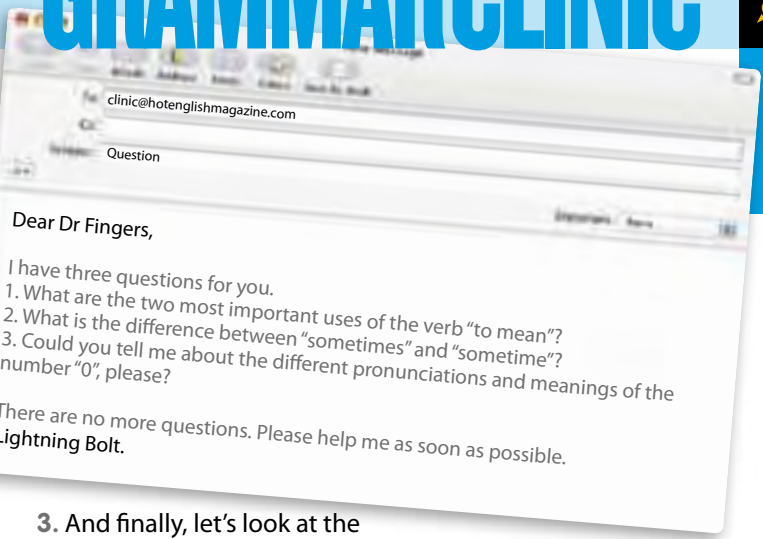 GRAMMAR CLINIC
To: clinic@hotenglishmagazine.com
Question
Dear Dr Fingers,
I have three questions for you.
1. What are the two most important uses of the verb “to mean”?
2. What is the difference between “sometimes” and “sometime”?
3. Could you tell me about the different pronunciations and meanings of the
number “0”, please?
There are no more questions. Please help me as soon as possible.
Lightning Bolt.
3. And finally, let’s look at the